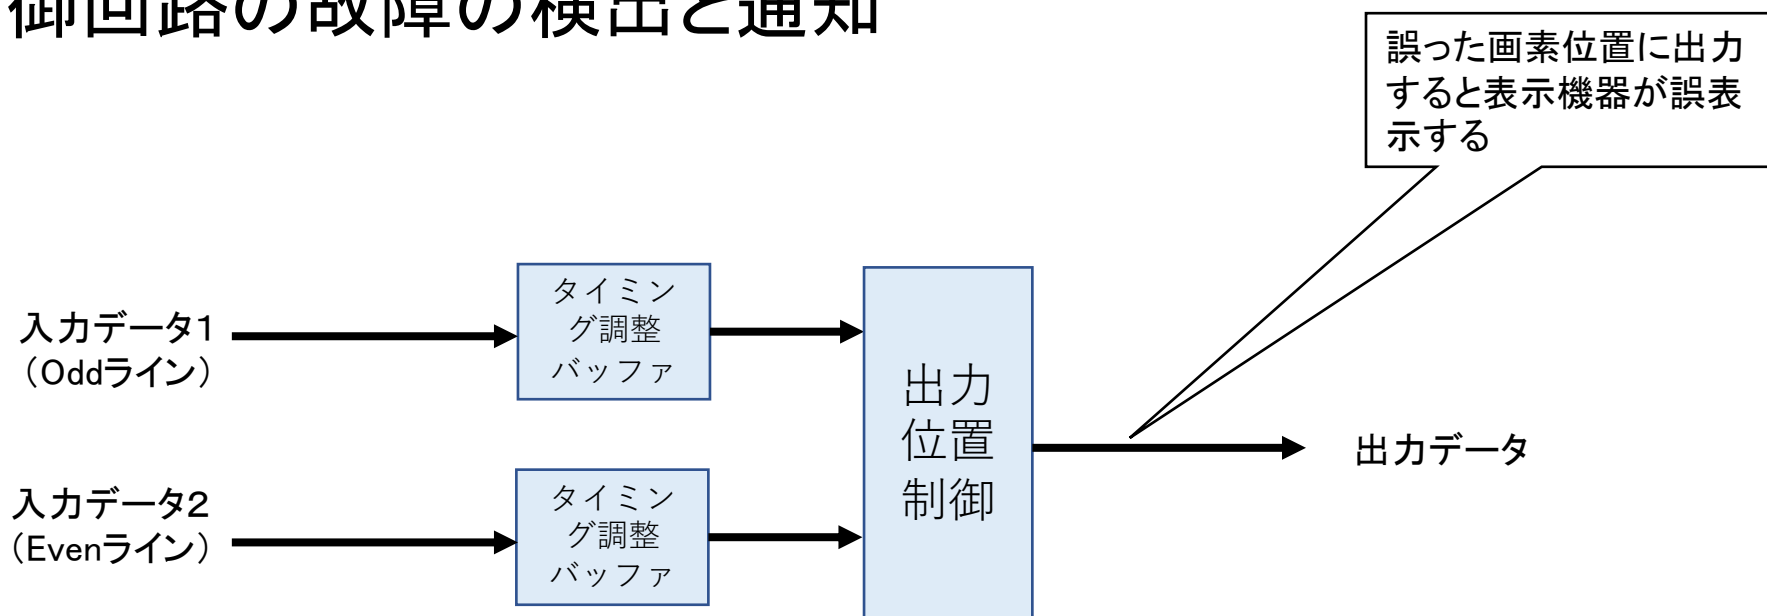 御回路の故障の検出と通知
誤った画素位置に出力
すると表示機器が誤表
示する
タイミン
グ調整
バッファ
入力データ1
（Oddライン）
出力
位置
制御
出力データ
タイミン
グ調整
バッファ
入力データ2
（Evenライン）